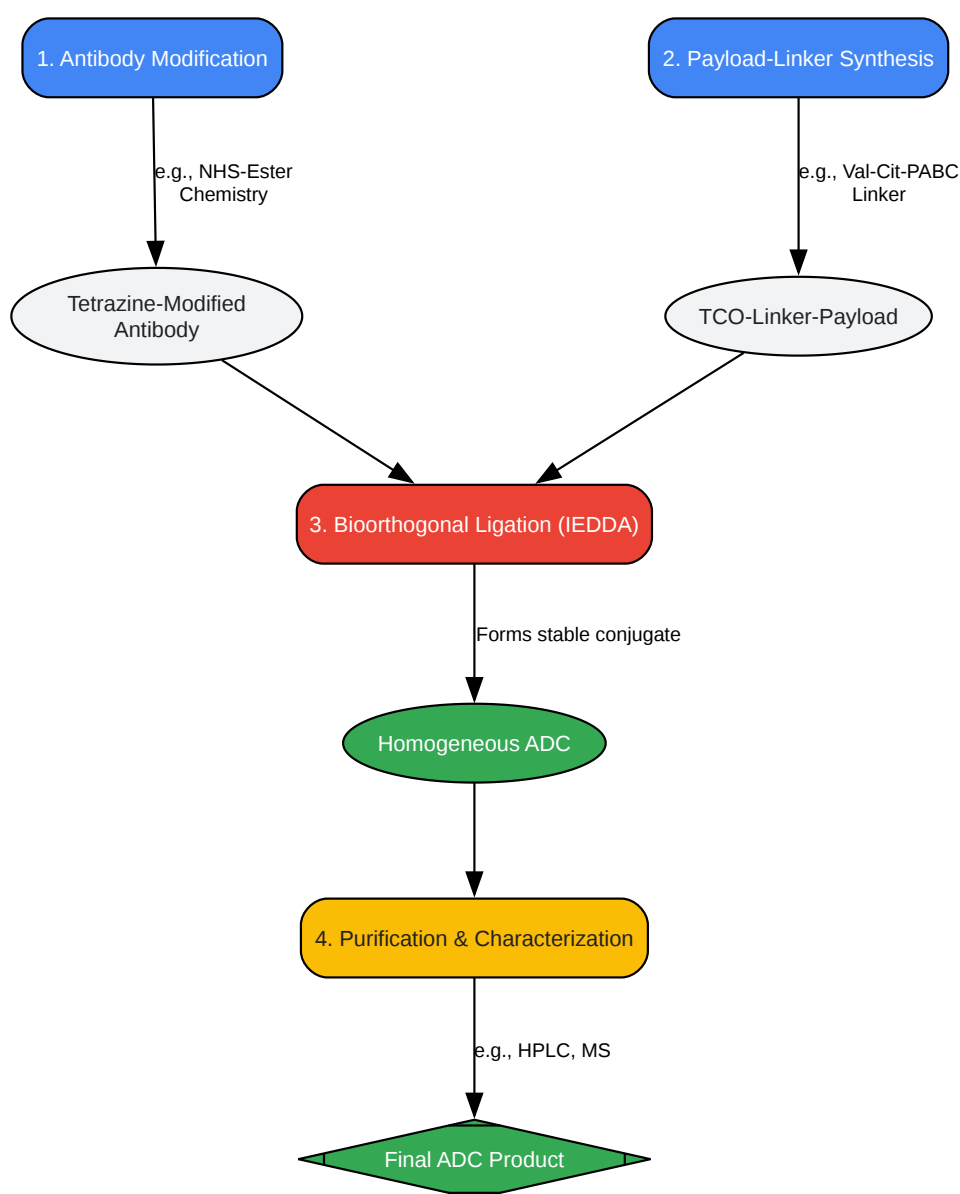 1. Antibody Modification
2. Payload-Linker Synthesis
e.g., NHS-Ester
Chemistry
e.g., Val-Cit-PABC
Linker
Tetrazine-Modified
Antibody
TCO-Linker-Payload
3. Bioorthogonal Ligation (IEDDA)
Forms stable conjugate
Homogeneous ADC
4. Purification & Characterization
e.g., HPLC, MS
Final ADC Product